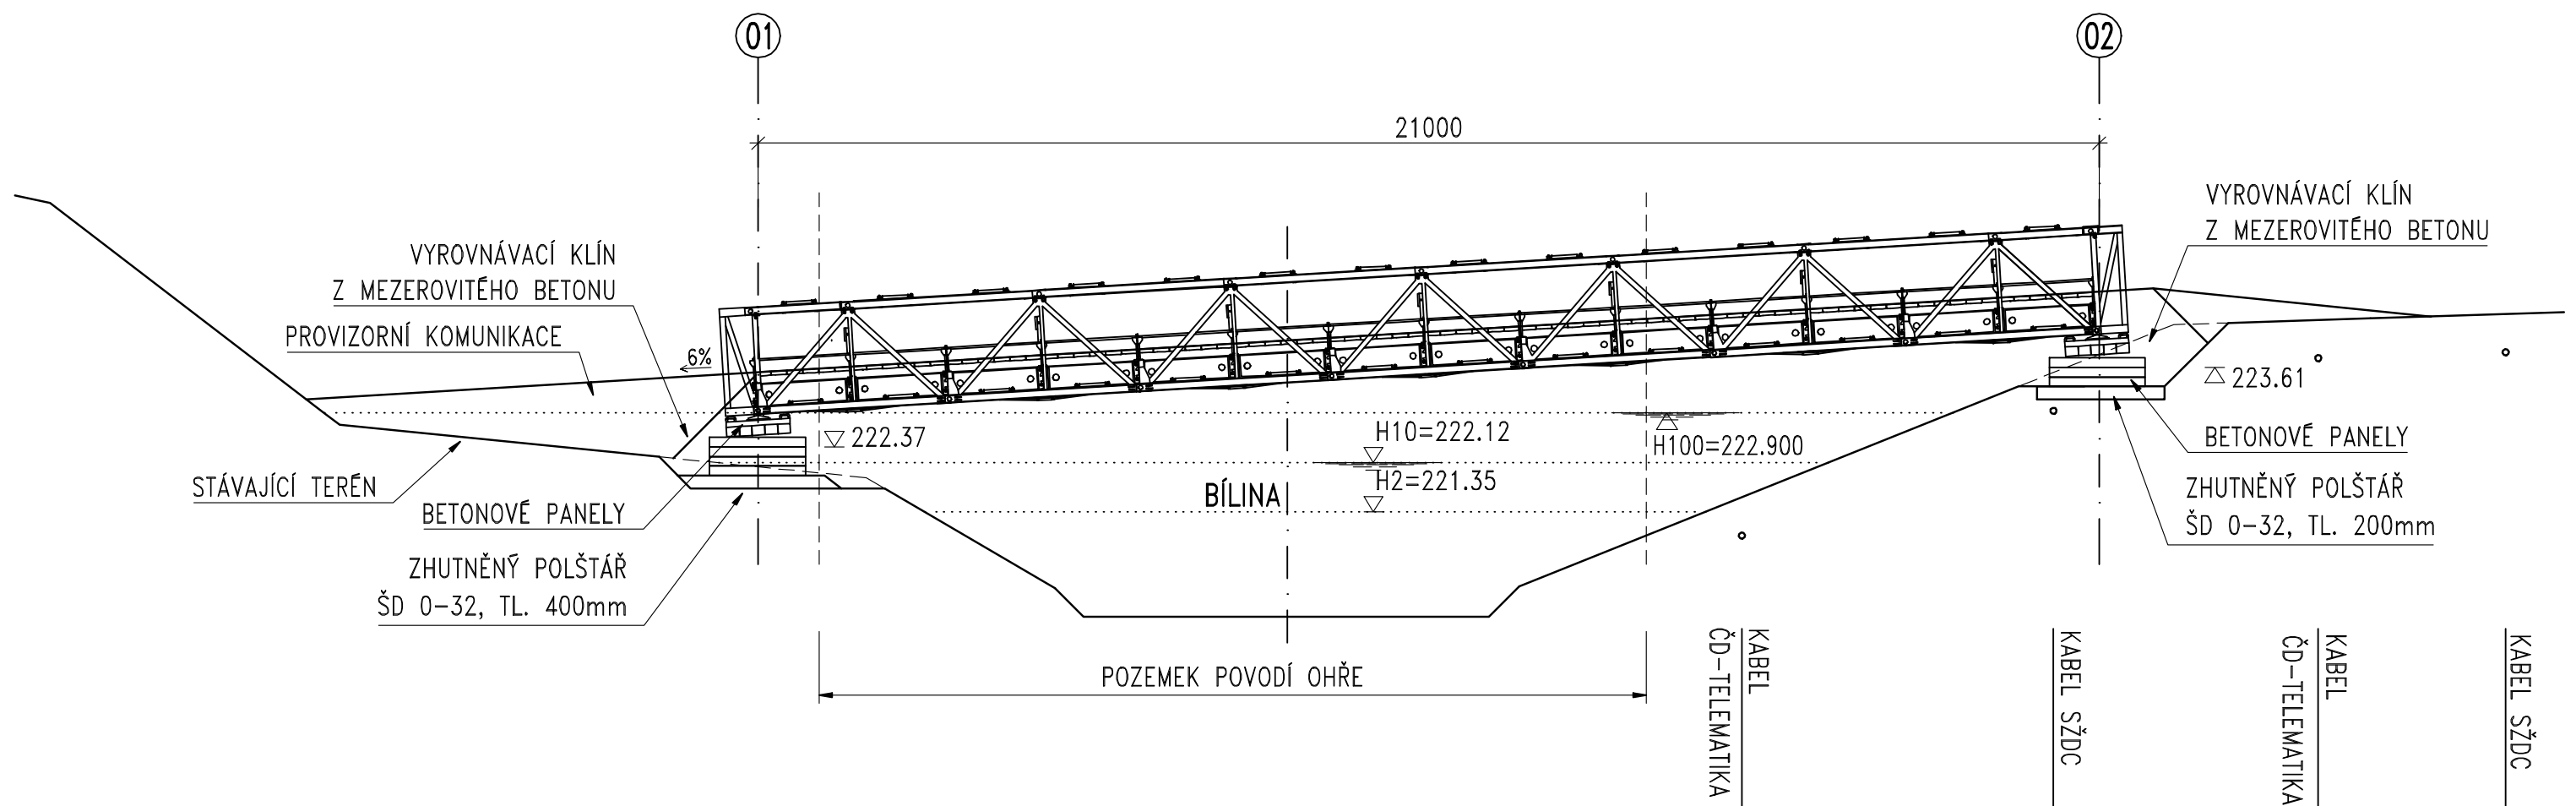 01
02
21000
VYROVNÁVACÍ KLÍN
Z MEZEROVITÉHO BETONU
VYROVNÁVACÍ KLÍN
Z MEZEROVITÉHO BETONU
PROVIZORNÍ KOMUNIKACE
6%
223.61
222.37
H10=222.12
H100=222.900
BETONOVÉ PANELY
STÁVAJÍCÍ TERÉN
H2=221.35
BÍLINA
BETONOVÉ PANELY
ZHUTNĚNÝ POLŠTÁŘ
ŠD 0-32, TL. 200mm
ZHUTNĚNÝ POLŠTÁŘ
ŠD 0-32, TL. 400mm
POZEMEK POVODÍ OHŘE
KABEL
ČD-TELEMATIKA
KABEL SŽDC
KABEL
ČD-TELEMATIKA
KABEL SŽDC